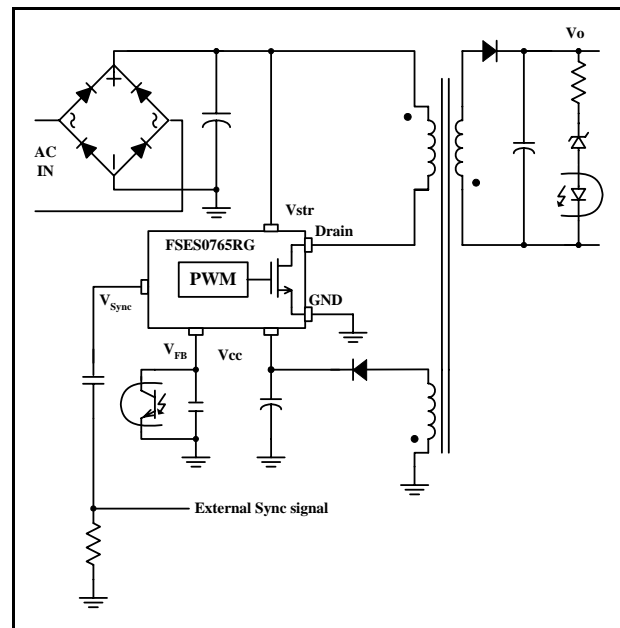 Vo
AC
IN
Vstr
Drain
FSES0765RG
PWM
GND
VSync
VFB
Vcc
External Sync signal